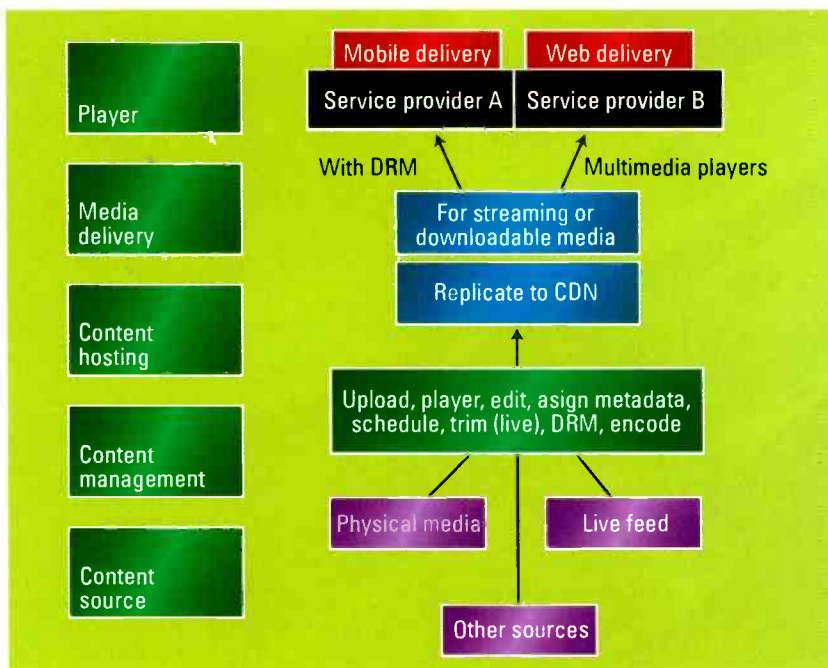 Player
Media
delivery
Content
hosting
Content
management
Content
source
Mobile delivery
Web delivery
Service provider A
Service provider B
With DRM
Multimedia players
For streaming or
downloadable media
Replicate to CDN
Upload, player, edit, asign metadata,
schedule, trim (live), DRM, encode
Physical media
Live feed
Other sources